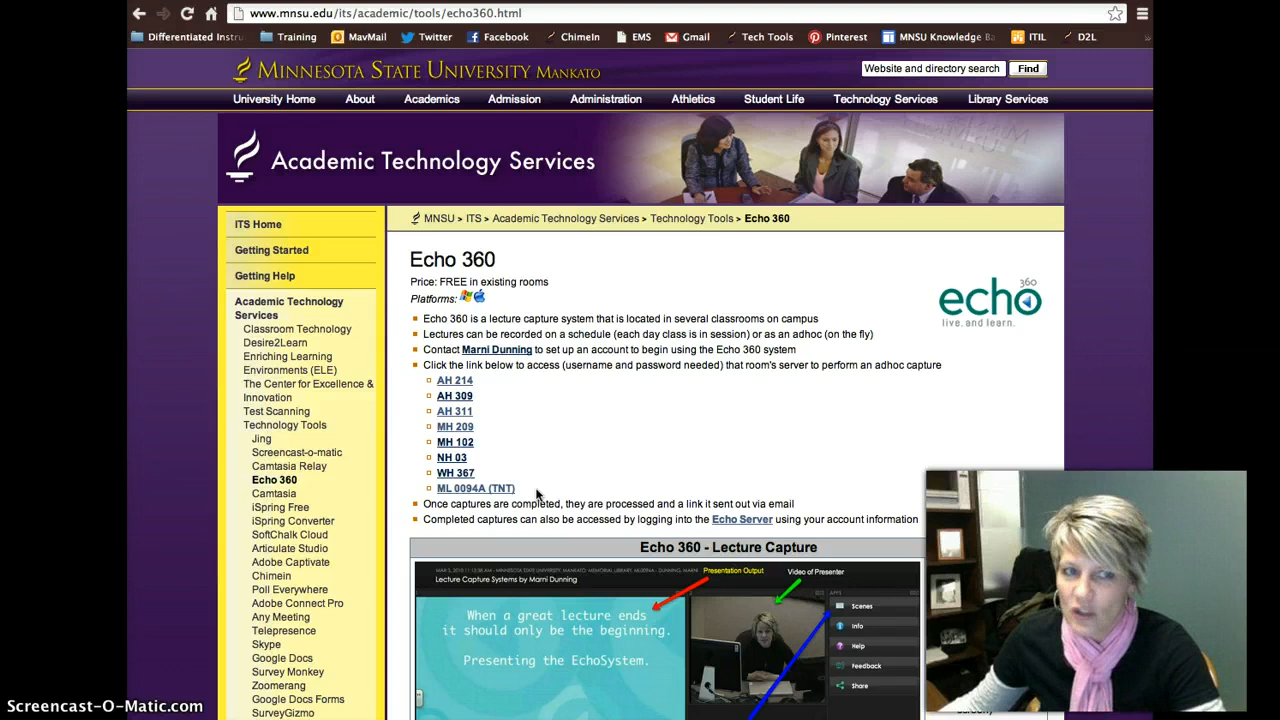 www.mnsu.edu/its/academic/tools/echo360.html
Differentiated Instru Training MavMail Twitter Facebook ChimeIn EMS Gmail Tech Tools Pinterest MNSU Knowledge Ba ITIL D2L »
MINNESOTA STATE UNIVERSITY MANKATO
Website and directory search Find
University Home About Academics Admission Administration Athletics Student Life Technology Services Library Services
Academic Technology Services
MNSU > ITS > Academic Technology Services > Technology Tools > Echo 360
ITS Home
Getting Started
Getting Help
Academic Technology
Services
Classroom Technology
Desire2Learn
Enriching Learning
Environments (ELE)
The Center for Excellence &
Innovation
Test Scanning
Technology Tools
Jing
Screencast-o-matic
Camtasia Relay
Echo 360
Camtasia
iSpring Free
iSpring Converter
SoftChalk Cloud
Articulate Studio
Adobe Captivate
Chimein
Poll Everywhere
Adobe Connect Pro
Any Meeting
Telepresence
Skype
Google Docs
Survey Monkey
Zoomerang
Google Docs Forms
SurveyGizmo
Echo 360
Price: FREE in existing rooms
Platforms:
echo 360
live, and learn.
Echo 360 is a lecture capture system that is located in several classrooms on campus
Lectures can be recorded on a schedule (each day class is in session) or as an adhoc (on the fly)
Contact Marni Dunning to set up an account to begin using the Echo 360 system
Click the link below to access (username and password needed) that room's server to perform an adhoc capture
AH 214
AH 309
AH 311
MH 209
MH 102
NH 03
WH 367
ML 0094A (TNT)
Once captures are completed, they are processed and a link it sent out via email
Completed captures can also be accessed by logging into the Echo Server using your account information
Echo 360 - Lecture Capture
Lecture Capture Systems by Marni Dunning
Presentation Output
Video of Presenter
When a great lecture ends
it should only be the beginning.
Presenting the EchoSystem.
APPS
Scenes
Info
Help
Feedback
Share
Screencast-O-Matic.com